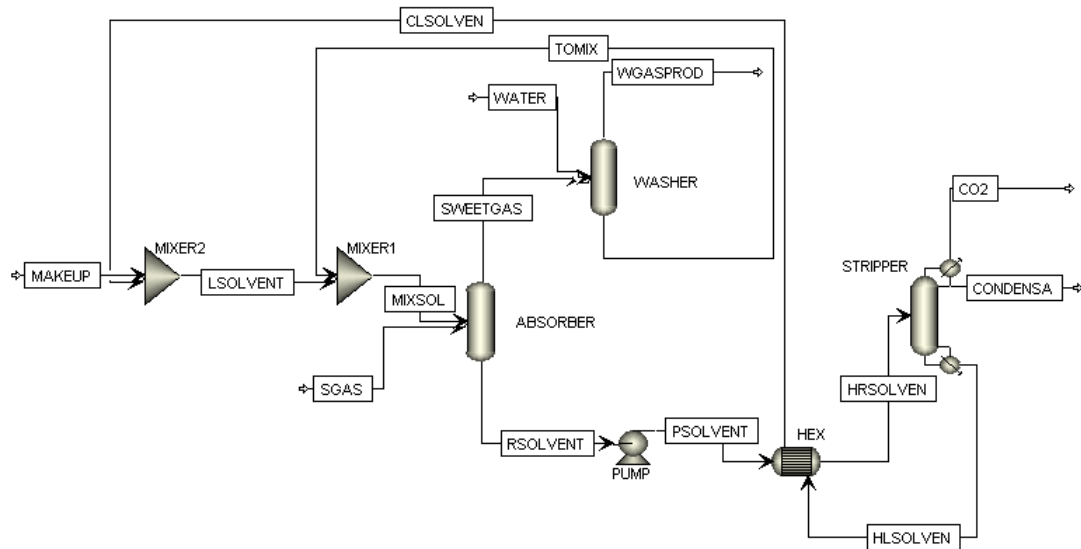 CLSOLVEN
TOMIX
WGASPROD
WATER
WASHER
CO2
SWEETGAS
MIXER2
MIXER1
STRIPPER
MAKEUP
LSOLVENT
CONDENSA
MIXSOL
ABSORBER
SGAS
HRSOLVEN
HEX
RSOLVENT
PSOLVENT
PUMP
HLSOLVEN